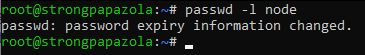 root@strongpapazola:~# passwd -l node
passwd: password expiry information changed.
root@strongpapazola:~#